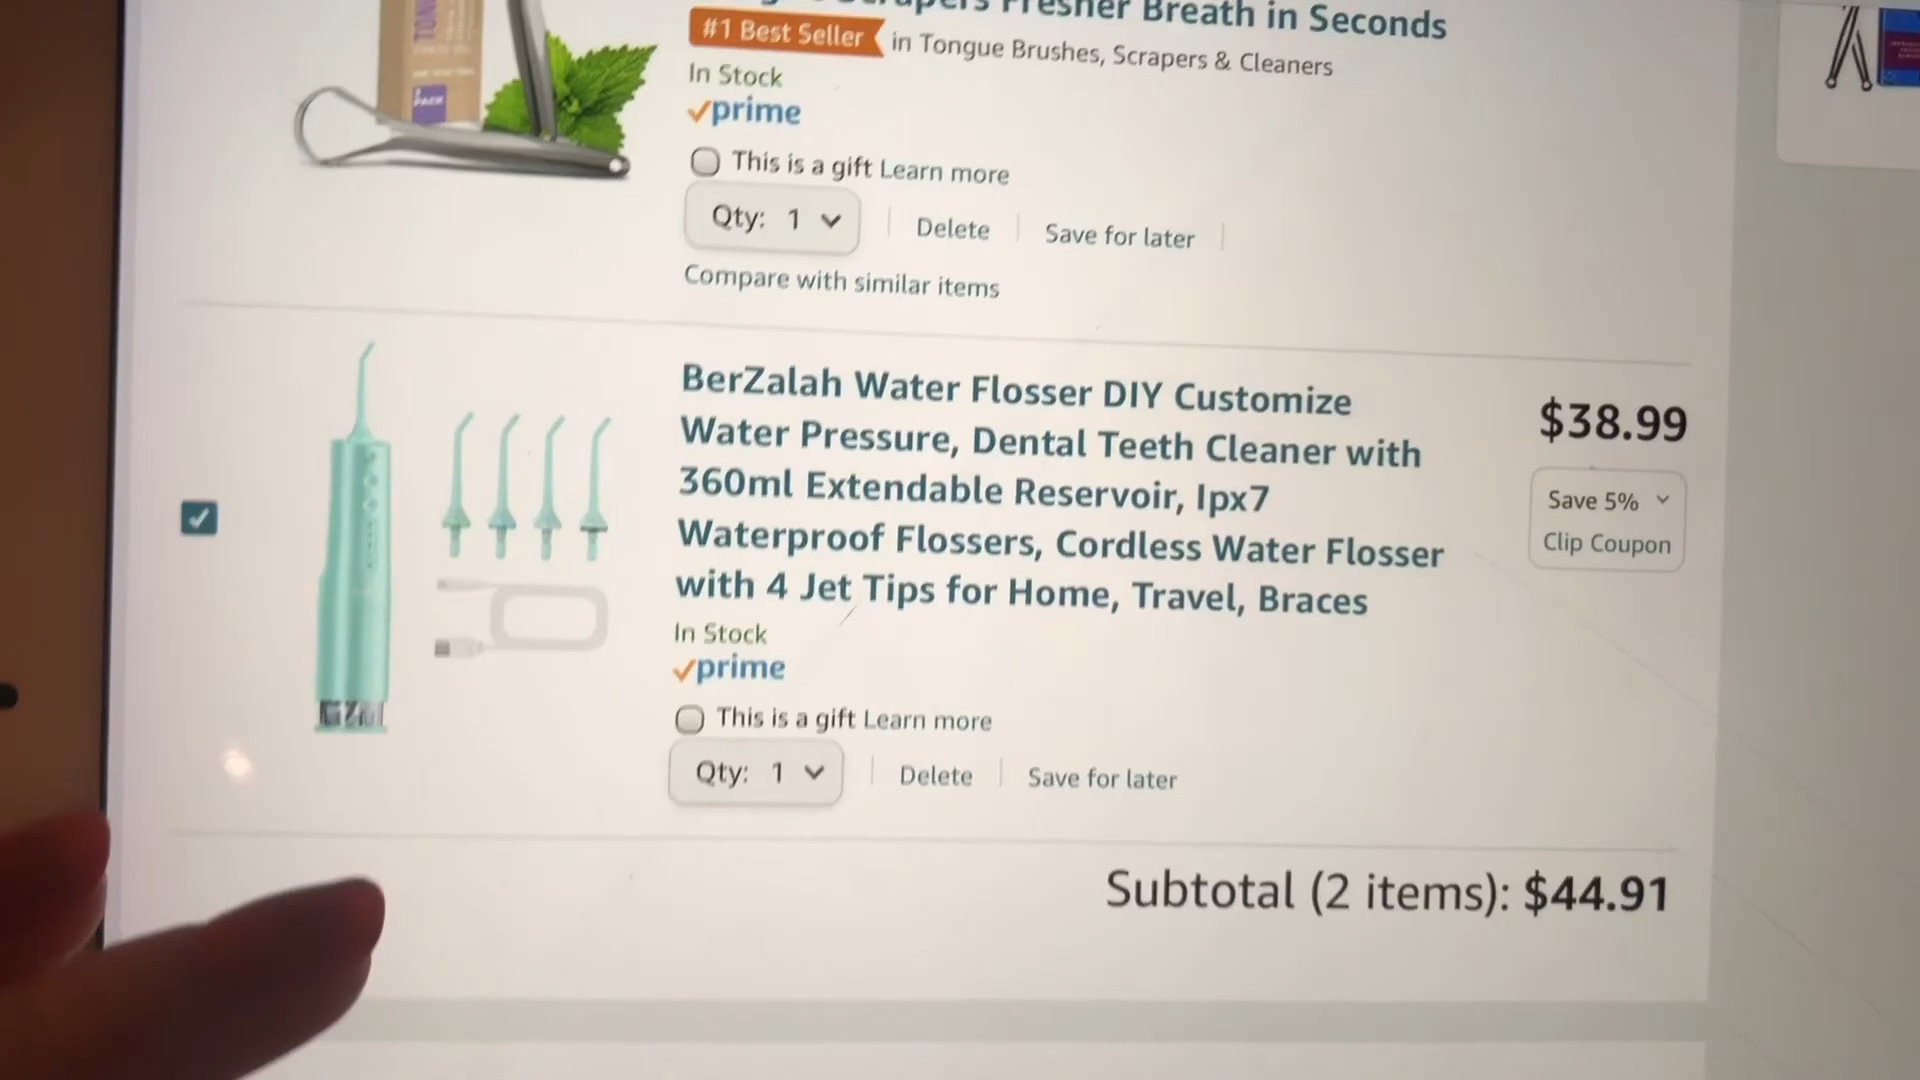 Fresher Breath in Seconds
#1 Best Seller in Tongue Brushes, Scrapers & Cleaners
In Stock
prime
This is a gift Learn more
Qty: 1 Delete Save for later
Compare with similar items
BerZalah Water Flosser DIY Customize
Water Pressure, Dental Teeth Cleaner with
360ml Extendable Reservoir, Ipx7
Waterproof Flossers, Cordless Water Flosser
with 4 Jet Tips for Home, Travel, Braces
$38.99
Save 5%
Clip Coupon
In Stock
prime
This is a gift Learn more
Qty: 1 Delete Save for later
Subtotal (2 items): $44.91